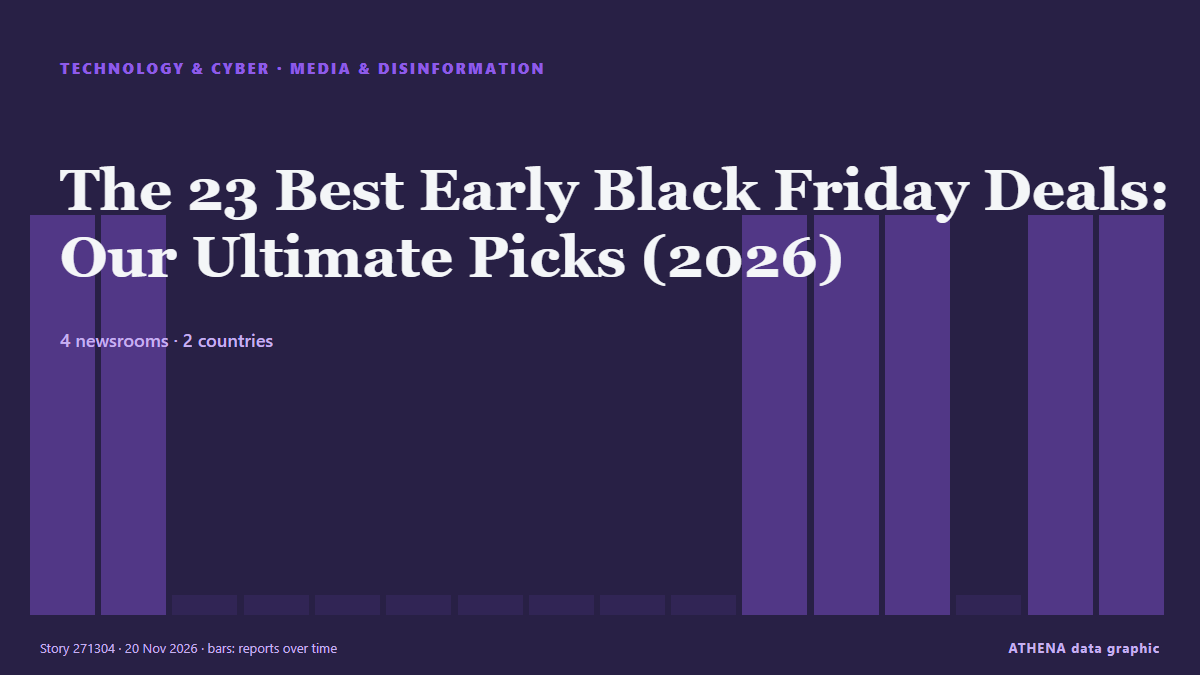 TECHNOLOGY & CYBER · MEDIA & DISINFORMATION
The 23 Best Early Black Friday Deals:
Our Ultimate Picks (2026)
4 newsrooms · 2 countries
Story 271304 · 20 Nov 2026 · bars: reports over time
ATHENA data graphic